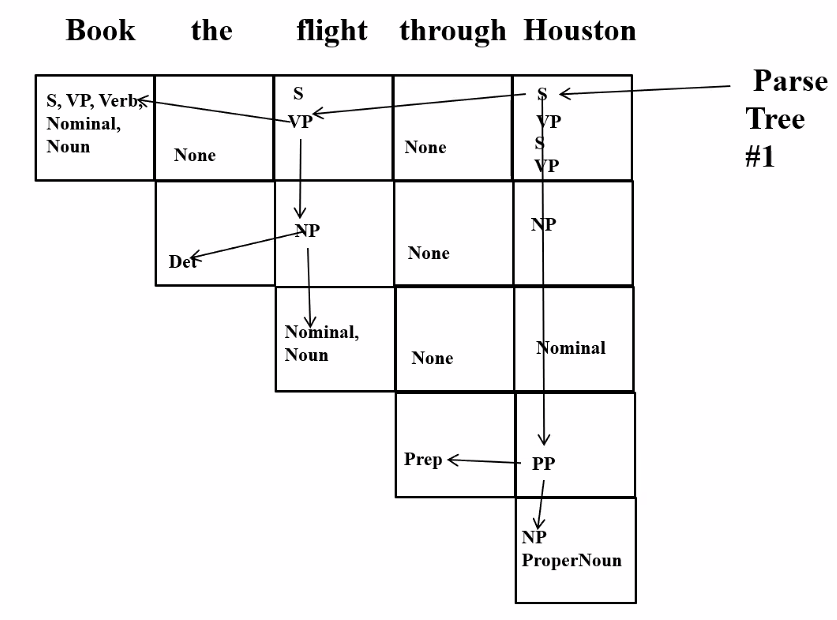 Book the flight through Houston
Parse
Tree
#1
S, VP, Verb,
Nominal,
Noun
None
S
VP
None
S
VP
S
VP
Det
NP
None
NP
Nominal,
Noun
None
Nominal
Prep
PP
NP
ProperNoun